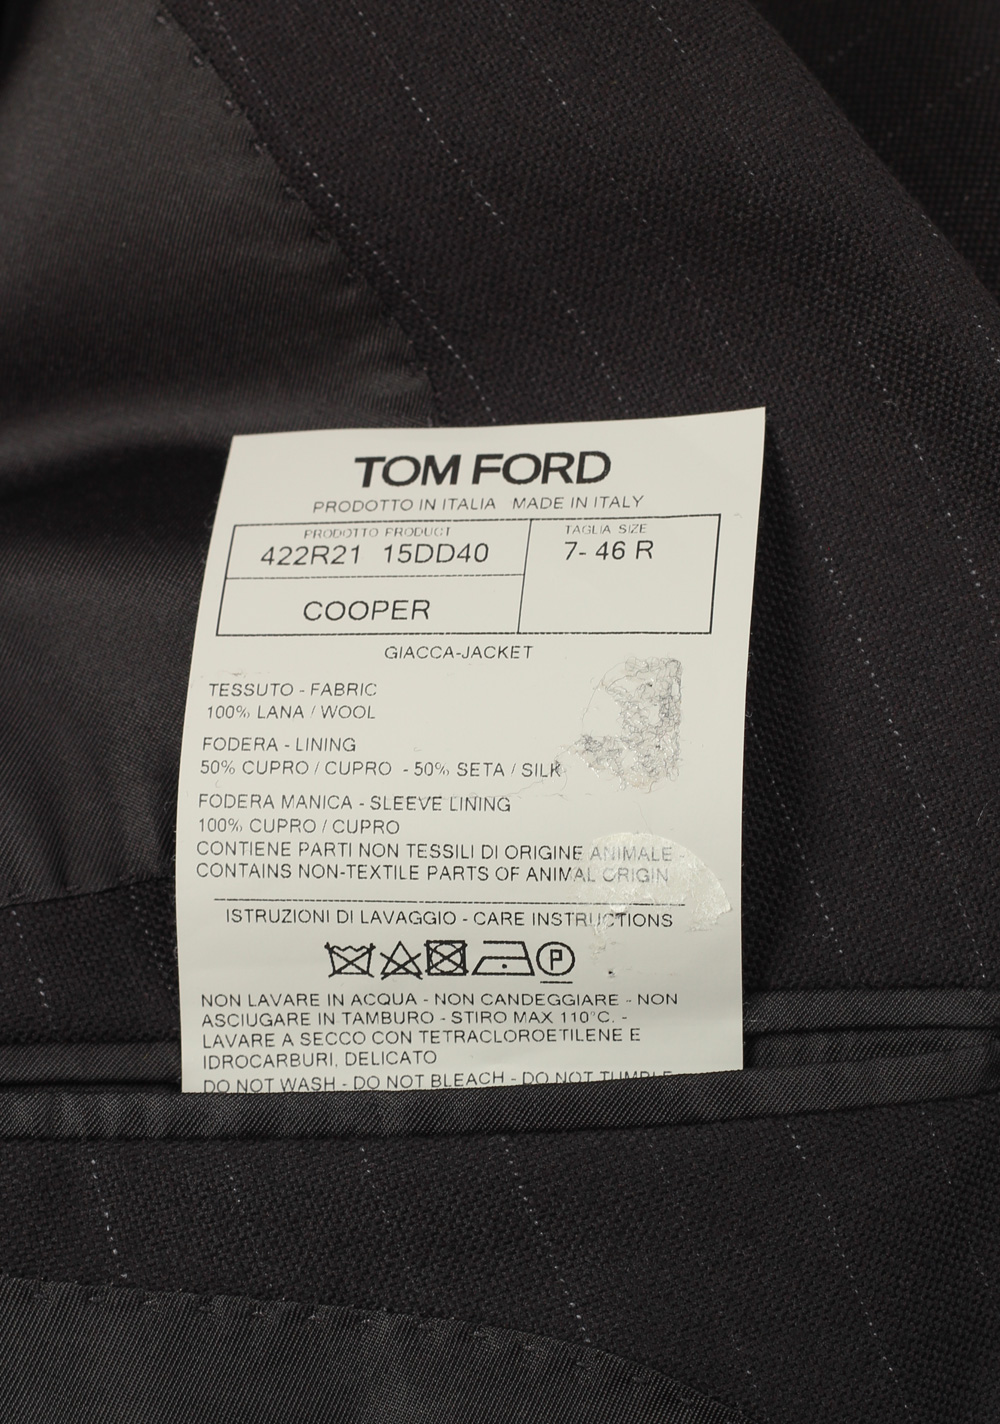 TOM FORD
PRODOTTO IN ITALIA MADE IN ITALY
PRODOTTO PRODUCT
422R21 15DD40
TAGLIA SIZE
7- 46 R
COOPER
GIACCA-JACKET
TESSUTO - FABRIC
100% LANA / WOOL
FODERA - LINING
50% CUPRO / CUPRO - 50% SETA / SILK
FODERA MANICA - SLEEVE LINING
100% CUPRO / CUPRO
CONTIENE PARTI NON TESSILI DI ORIGINE ANIMALE -
CONTAINS NON-TEXTILE PARTS OF ANIMAL ORIGIN
ISTRUZIONI DI LAVAGGIO - CARE INSTRUCTIONS
P
NON LAVARE IN ACQUA - NON CANDEGGIARE - NON
ASCIUGARE IN TAMBURO - STIRO MAX 110°C. -
LAVARE A SECCO CON TETRACLOROETILENE E
IDROCARBURI, DELICATO
DO NOT WASH - DO NOT BLEACH - DO NOT TUMBLE